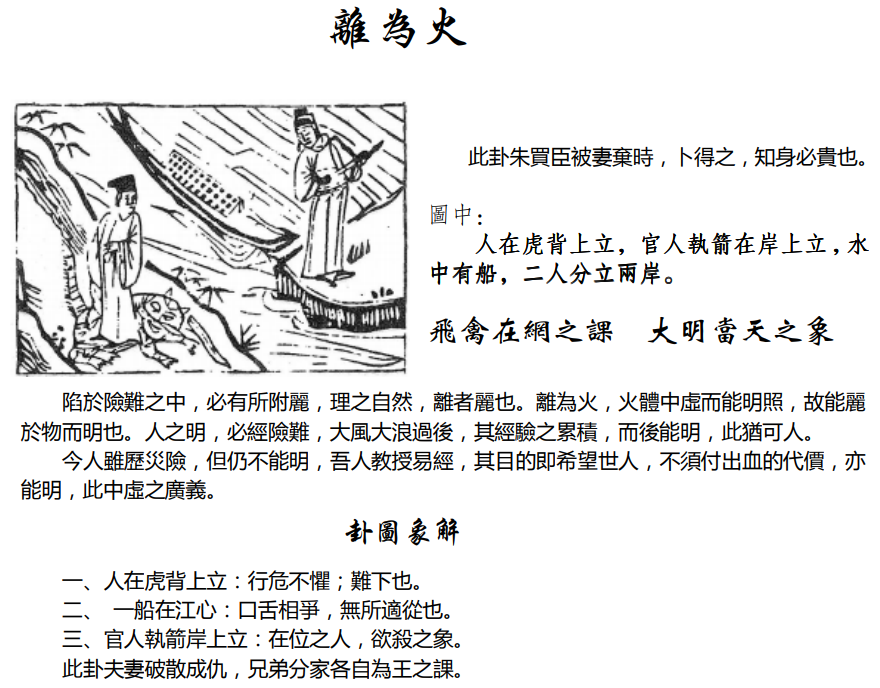 離為火
此卦朱買臣被妻棄時，卜得之，知身必貴也。
圖中：
人在虎背上立，官人執箭在岸上立，水
中有船，二人分立兩岸。
飛禽在網之課　大明當天之象
陷於險難之中，必有所附麗，理之自然，離者麗也。離為火，火體中虛而能明照，故能麗
於物而明也。人之明，必經險難，大風大浪過後，其經驗之累積，而後能明，此猶可人。
今人雖歷災險，但仍不能明，吾人教授易經，其目的即希望世人，不須付出血的代價，亦
能明，此中虛之廣義。
卦圖象解
一、人在虎背上立：行危不懼；難下也。
二、 一船在江心：口舌相爭，無所適從也。
三、官人執箭岸上立：在位之人，欲殺之象。
此卦夫妻破散成仇，兄弟分家各自為王之課。